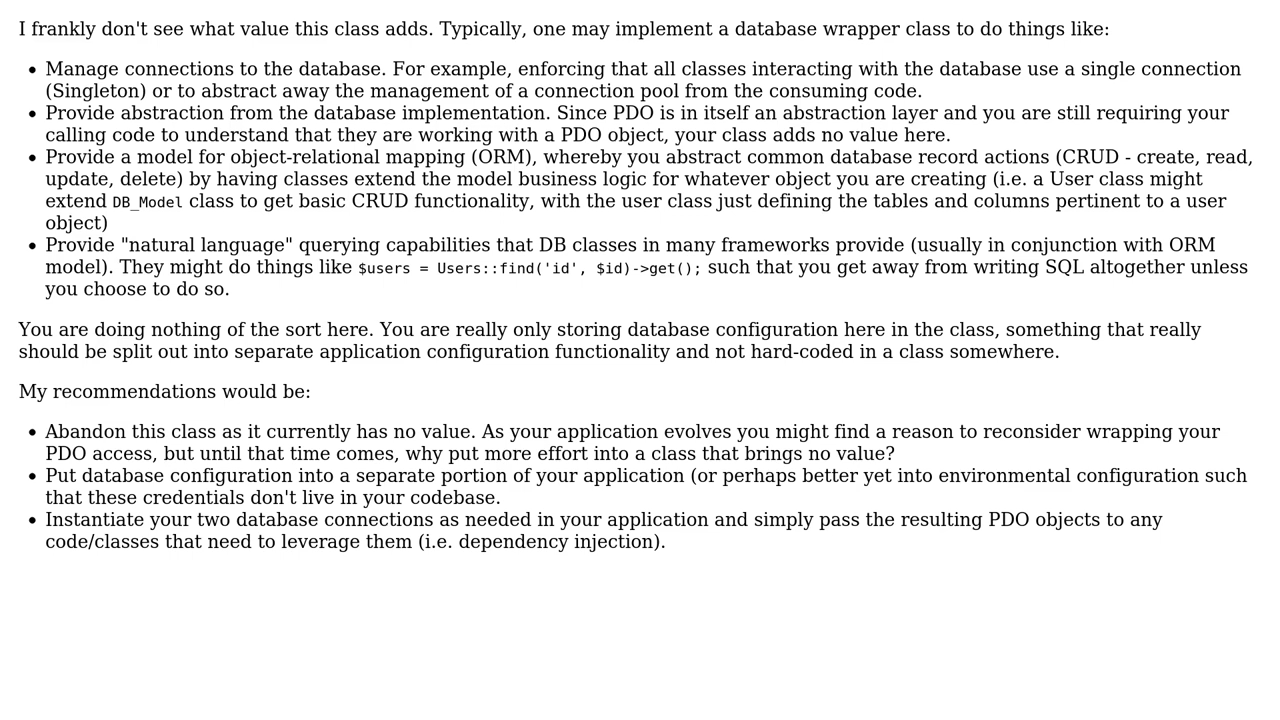 I frankly don't see what value this class adds. Typically, one may implement a database wrapper class to do things like:
• Manage connections to the database. For example, enforcing that all classes interacting with the database use a single connection
(Singleton) or to abstract away the management of a connection pool from the consuming code.
• Provide abstraction from the database implementation. Since PDO is in itself an abstraction layer and you are still requiring your
calling code to understand that they are working with a PDO object, your class adds no value here.
• Provide a model for object-relational mapping (ORM), whereby you abstract common database record actions (CRUD - create, read,
update, delete) by having classes extend the model business logic for whatever object you are creating (i.e. a User class might
extend DB_Model class to get basic CRUD functionality, with the user class just defining the tables and columns pertinent to a user
object)
• Provide "natural language" querying capabilities that DB classes in many frameworks provide (usually in conjunction with ORM
model). They might do things like $users = Users::find('id', $id)->get(); such that you get away from writing SQL altogether unless
you choose to do so.
You are doing nothing of the sort here. You are really only storing database configuration here in the class, something that really
should be split out into separate application configuration functionality and not hard-coded in a class somewhere.
My recommendations would be:
• Abandon this class as it currently has no value. As your application evolves you might find a reason to reconsider wrapping your
PDO access, but until that time comes, why put more effort into a class that brings no value?
• Put database configuration into a separate portion of your application (or perhaps better yet into environmental configuration such
that these credentials don't live in your codebase.
• Instantiate your two database connections as needed in your application and simply pass the resulting PDO objects to any
code/classes that need to leverage them (i.e. dependency injection).